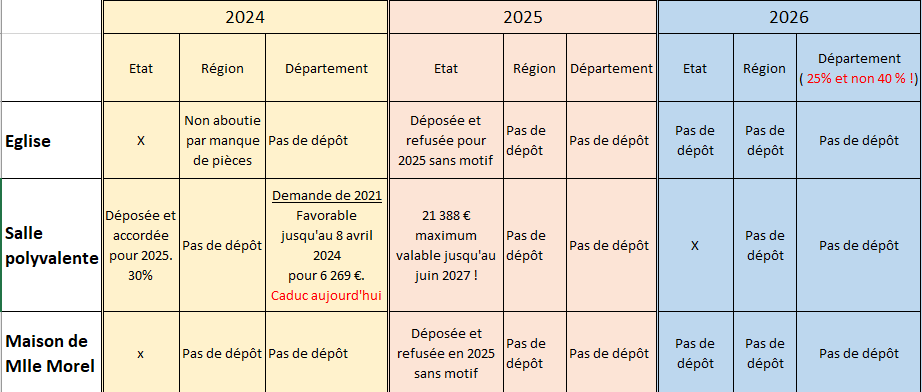 2024 2025 2026
Etat Région Département Etat Région Département Etat Région Département
( 25% et non 40 % !)
Eglise
X
Non aboutie
par manque
de pièces
Pas de dépôt
Déposée et
refusée pour
2025 sans motif
Pas de
dépôt
Pas de dépôt
Pas de
dépôt
Pas de
dépôt
Pas de dépôt
Salle
polyvalente
Déposée et
accordée
pour 2025.
30%
Pas de dépôt
Demande de 2021
Favorable
jusqu'au 8 avril
2024
pour 6 269 €.
Caduc aujourd'hui
21 388 €
maximum
valable jusqu'au
juin 2027 !
Pas de
dépôt
Pas de dépôt
X
Pas de
dépôt
Pas de dépôt
Maison de
Mlle Morel
x
Pas de dépôt
Pas de dépôt
Déposée et
refusée en 2025
sans motif
Pas de
dépôt
Pas de dépôt
Pas de
dépôt
Pas de
dépôt
Pas de dépôt